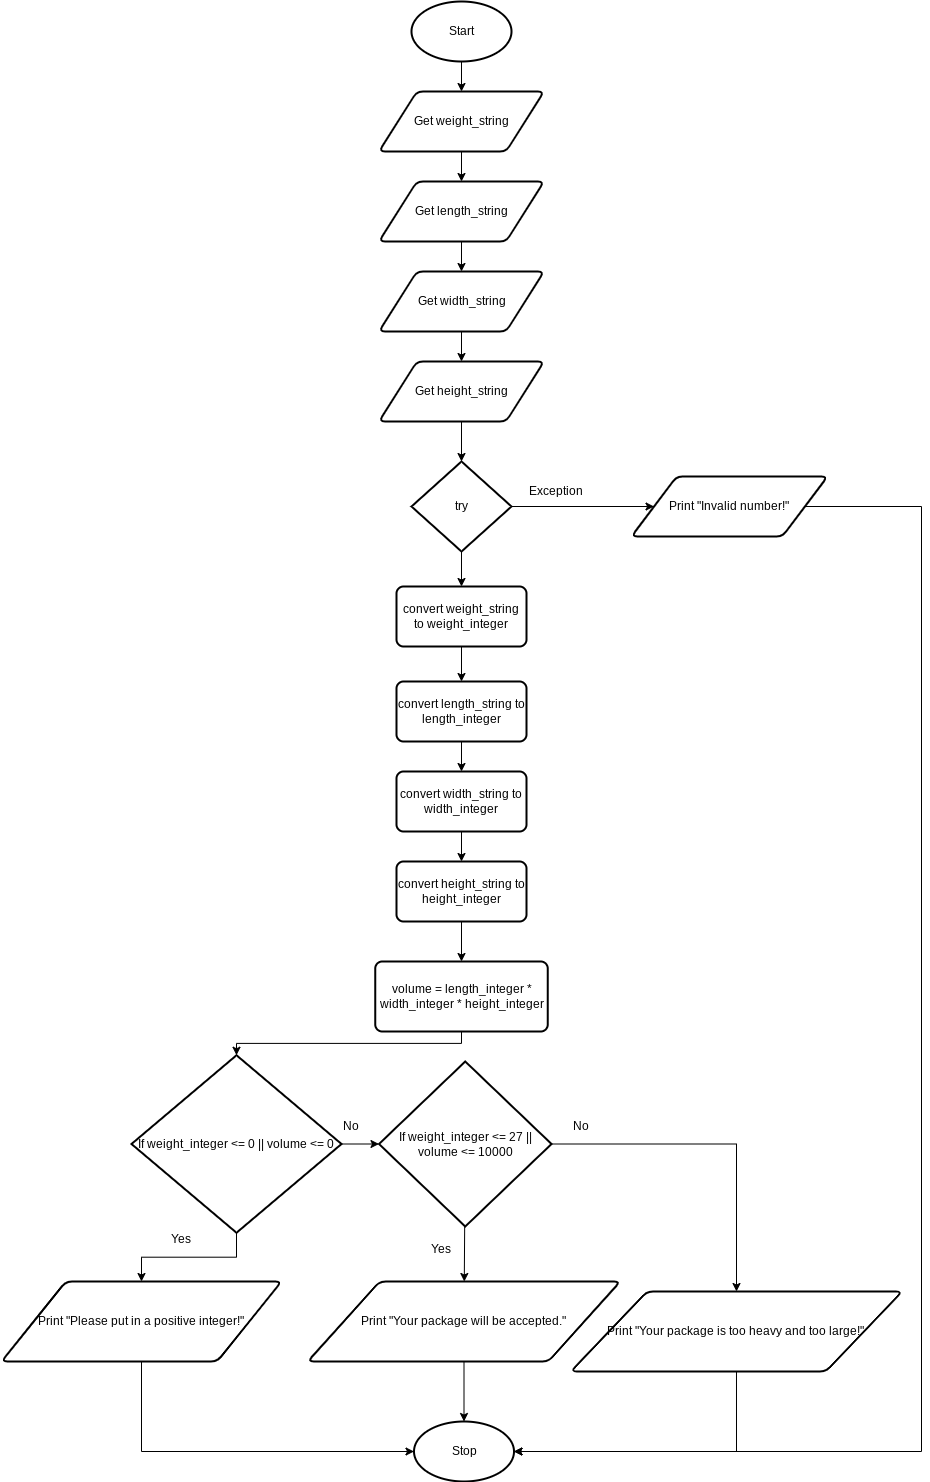 Start
Get weight_string
Get length_string
Get width_string
Get height_string
try
Exception
Print "Invalid number!"
convert weight_string
to weight_integer
convert length_string to
length_integer
convert width_string to
width_integer
convert height_string to
height_integer
volume = length_integer *
width_integer * height_integer
If weight_integer <= 0 || volume <= 0
No
If weight_integer <= 27 ||
volume <= 10000
No
Yes
Yes
Print "Please put in a positive integer!"
Print "Your package will be accepted."
Print "Your package is too heavy and too large!"
Stop